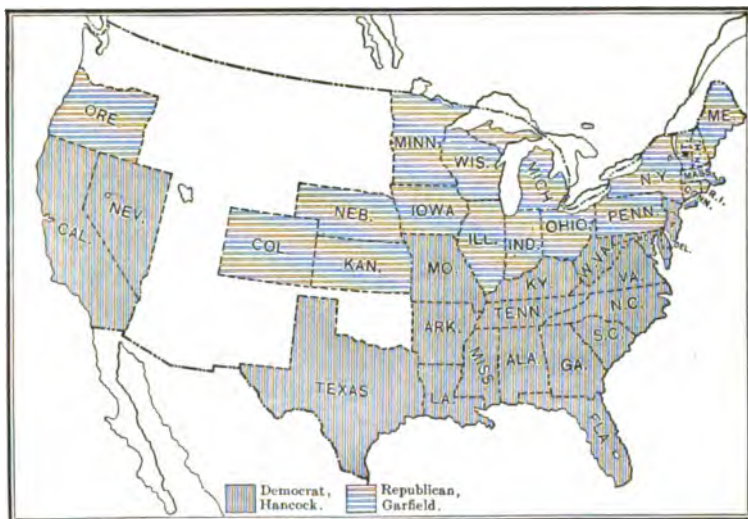 ORE.
MINN.
WIS.
MICH
ME.
N.H.
MASS.
R.I.
N.Y.
PENN.
NEV.
CAL.
NEB.
IOWA
COL.
KAN.
ILL.
IND.
OHIO.
W.VA.
VA.
DEL.
MO.
KY.
TENN.
N.C.
S.C.
ARK.
MISS.
ALA.
GA.
TEXAS
LA.
FLA.
Democrat,
Hancock.
Republican,
Garfield.